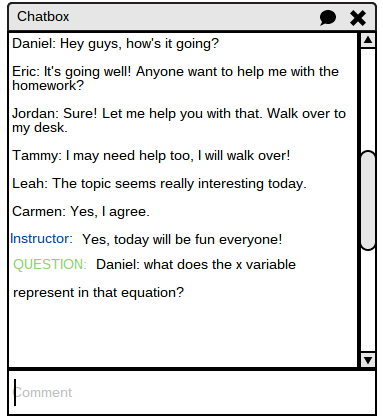 Chatbox
Daniel: Hey guys, how's it going?
Eric: It's going well! Anyone want to help me with the
homework?
Jordan: Sure! Let me help you with that. Walk over to
my desk.
Tammy: I may need help too, I will walk over!
Leah: The topic seems really interesting today.
Carmen: Yes, I agree.
Instructor: Yes, today will be fun everyone!
QUESTION: Daniel: what does the x variable
represent in that equation?
Comment